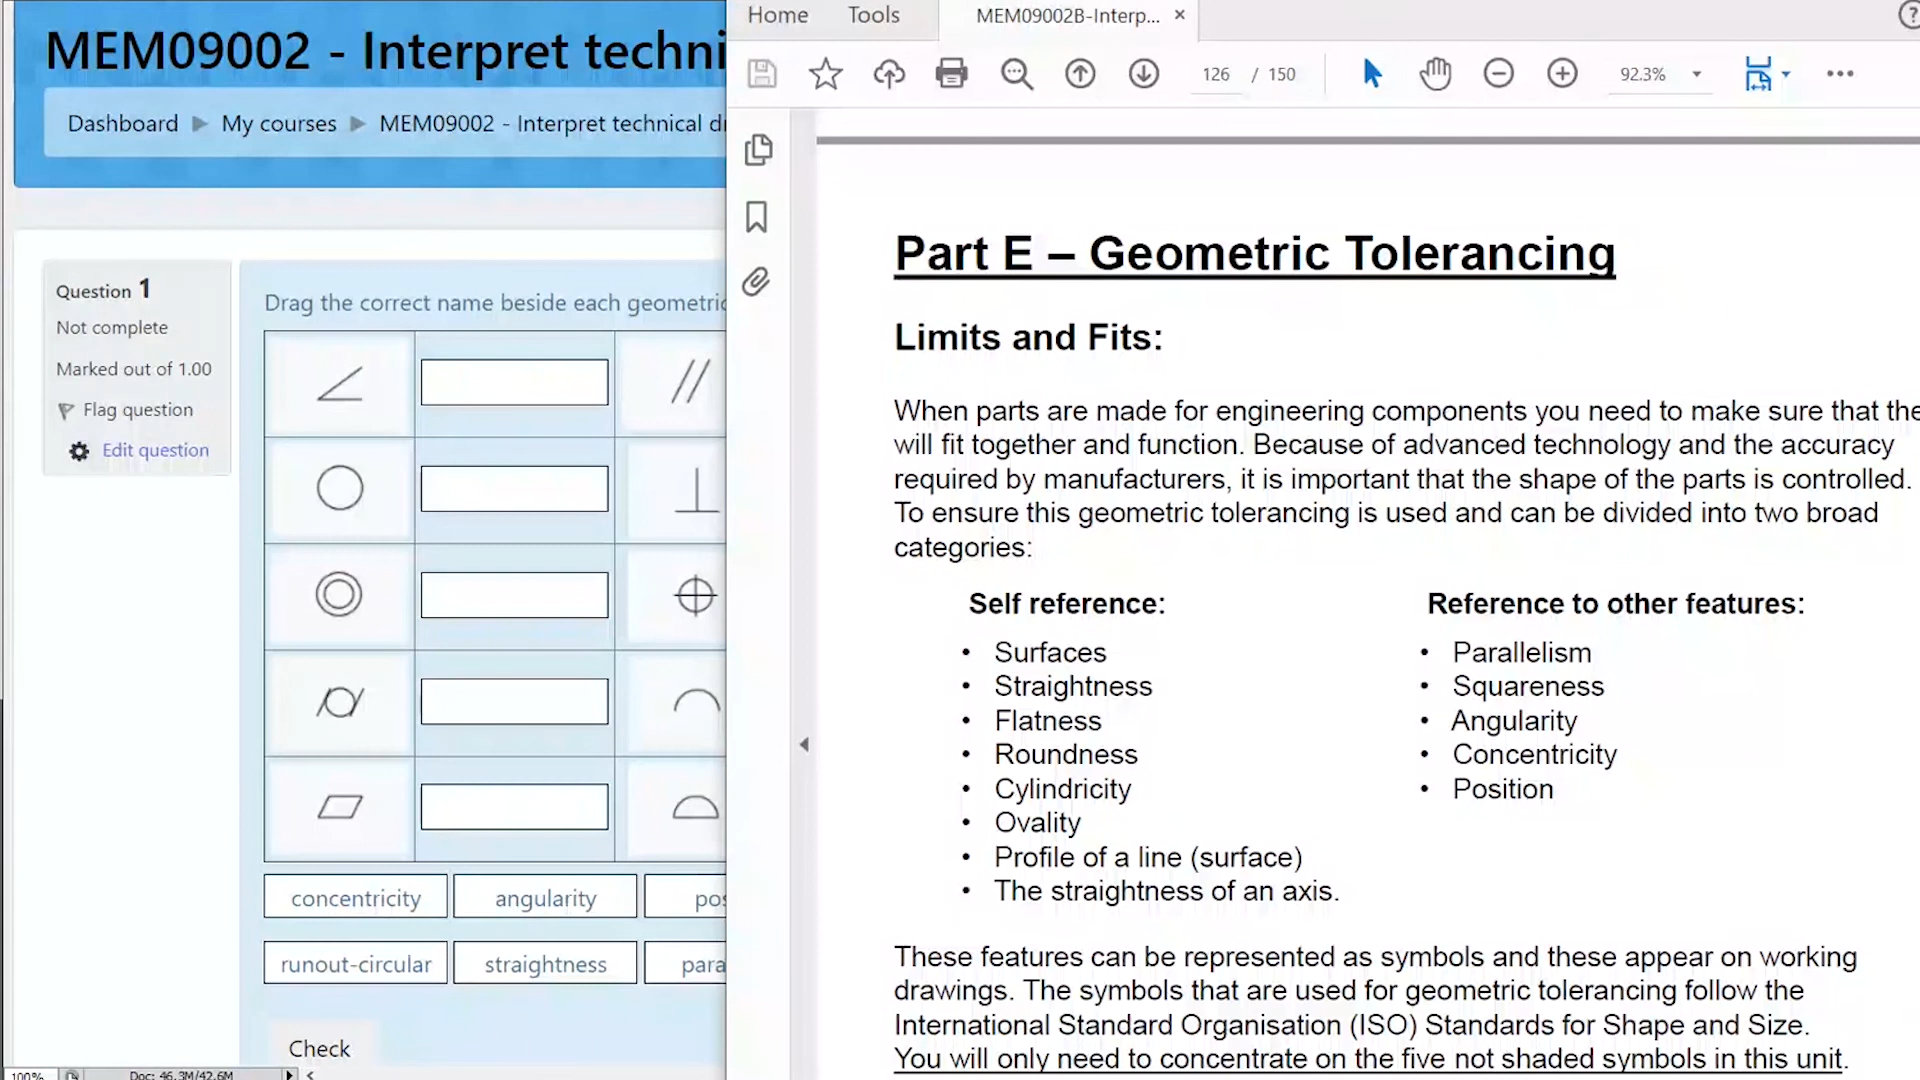 MEM09002 - Interpret techni
Dashboard ▶ My courses ▶ MEM09002 - Interpret technical d
Question 1
Not complete
Marked out of 1.00
Flag question
Edit question
Drag the correct name beside each geometric
concentricity
angularity
pos
runout-circular
straightness
para
Check
100%
Doc: 46.3M/42.6M
Home
Tools
MEM09002B-Interp... ×
126 / 150
92.3%
Part E – Geometric Tolerancing
Limits and Fits:
When parts are made for engineering components you need to make sure that the
will fit together and function. Because of advanced technology and the accuracy
required by manufacturers, it is important that the shape of the parts is controlled.
To ensure this geometric tolerancing is used and can be divided into two broad
categories:
Self reference:
• Surfaces
• Straightness
• Flatness
• Roundness
• Cylindricity
• Ovality
• Profile of a line (surface)
• The straightness of an axis.
Reference to other features:
• Parallelism
• Squareness
• Angularity
• Concentricity
• Position
These features can be represented as symbols and these appear on working
drawings. The symbols that are used for geometric tolerancing follow the
International Standard Organisation (ISO) Standards for Shape and Size.
You will only need to concentrate on the five not shaded symbols in this unit.